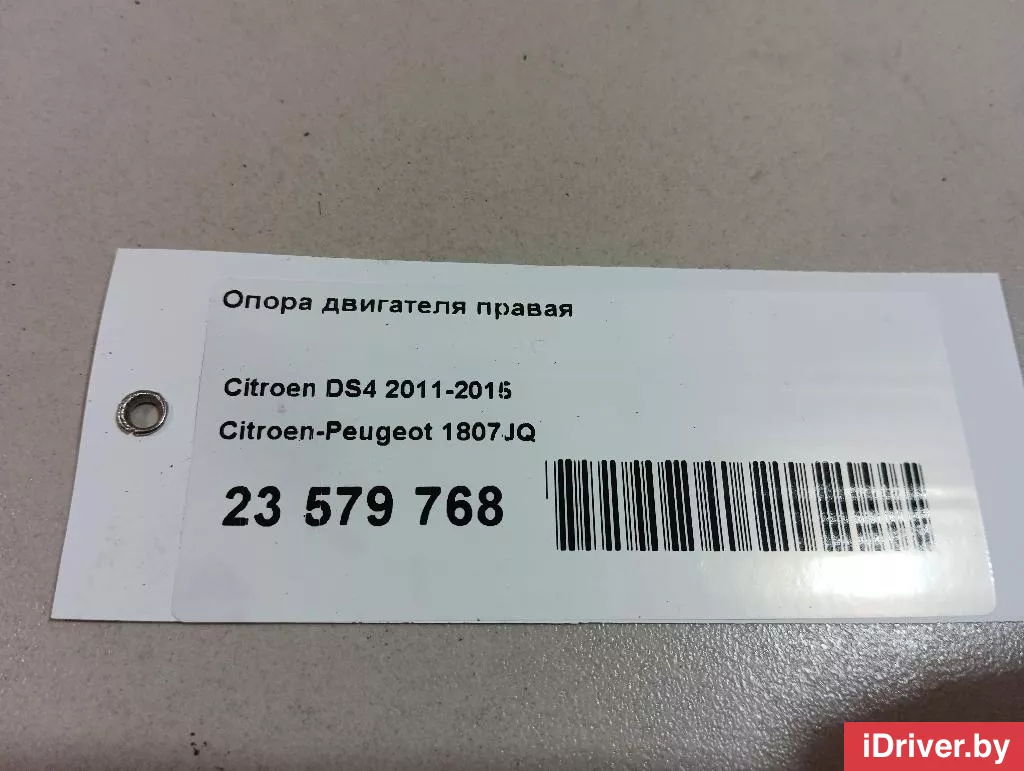 Опора двигателя правая
Citroen DS4 2011-2015
Citroen-Peugeot 1807JQ
23 579 768
iDriver.by